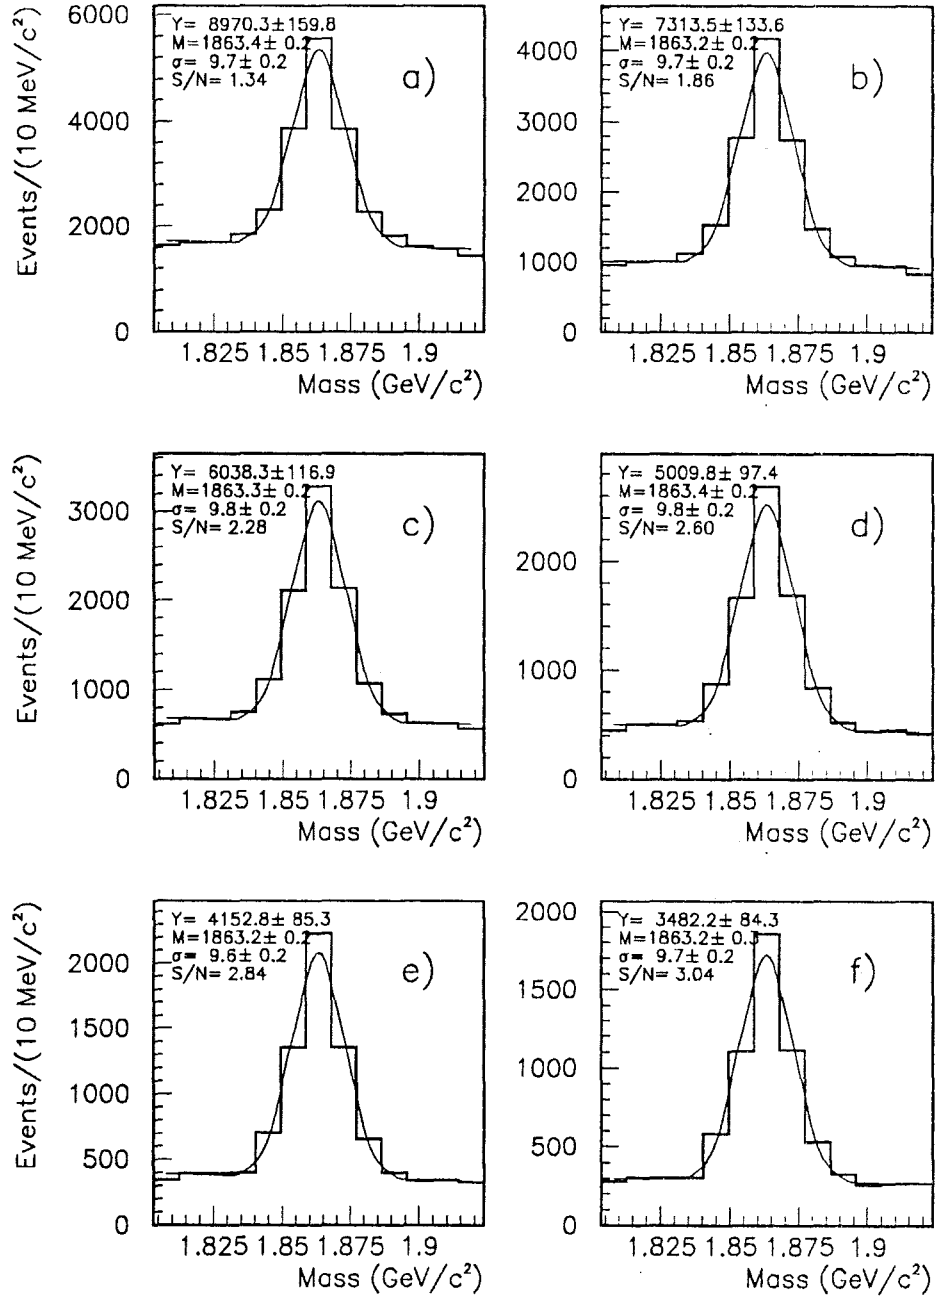 Events/(10 MeV/c²)
6000
4000
2000
0
Y= 8970.3±159.8
M=1863.4± 0.2
σ= 9.7± 0.2
S/N= 1.34
a)
1.825 1.85 1.875 1.9
Mass (GeV/c²)
4000
3000
2000
1000
0
Y= 7313.5±133.6
M=1863.2± 0.2
σ= 9.7± 0.2
S/N= 1.86
b)
1.825 1.85 1.875 1.9
Mass (GeV/c²)
Events/(10 MeV/c²)
3000
2000
1000
0
Y= 6038.3±116.9
M=1863.3± 0.2
σ= 9.8± 0.2
S/N= 2.28
c)
1.825 1.85 1.875 1.9
Mass (GeV/c²)
2000
1000
0
Y= 5009.8± 97.4
M=1863.4± 0.2
σ= 9.8± 0.2
S/N= 2.60
d)
1.825 1.85 1.875 1.9
Mass (GeV/c²)
Events/(10 MeV/c²)
2000
1500
1000
500
0
Y= 4152.8± 85.3
M=1863.2± 0.2
σ= 9.6± 0.2
S/N= 2.84
e)
1.825 1.85 1.875 1.9
Mass (GeV/c²)
2000
1500
1000
500
0
Y= 3482.2± 84.3
M=1863.2± 0.3
σ= 9.7± 0.2
S/N= 3.04
f)
1.825 1.85 1.875 1.9
Mass (GeV/c²)